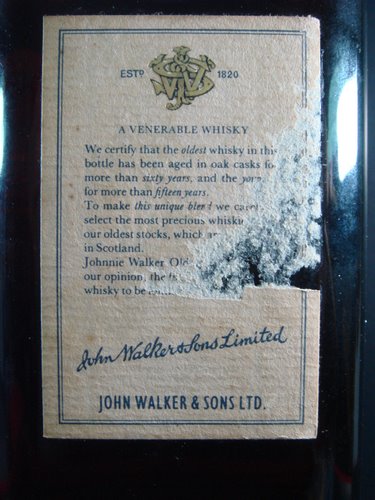 ESTD 1820
A VENERABLE WHISKY
We certify that the oldest whisky in this
bottle has been aged in oak casks
more than sixty years, and the
for more than fifteen years.
To make this unique blend we
select the most precious
our oldest stocks, which
in Scotland.
Johnnie Walker
our opinion, the
whisky to be
John Walker & Sons Limited
JOHN WALKER & SONS LTD.